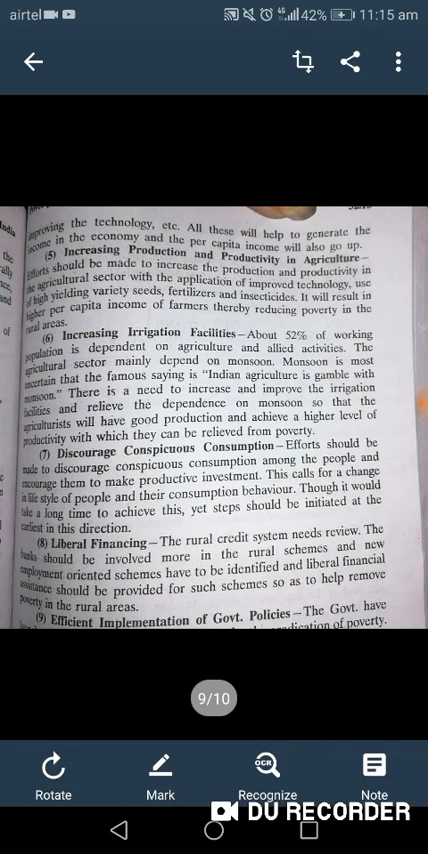 airtel 4G 42% 11:15 am
India
improving the technology, etc. All these will help to generate the
income in the economy and the per capita income will also go up.
(5) Increasing Production and Productivity in Agriculture—
Efforts should be made to increase the production and productivity in
the agricultural sector with the application of improved technology, use
of high yielding variety seeds, fertilizers and insecticides. It will result in
higher per capita income of farmers thereby reducing poverty in the
rural areas.
(6) Increasing Irrigation Facilities—About 52% of working
population is dependent on agriculture and allied activities. The
agricultural sector mainly depend on monsoon. Monsoon is most
uncertain that the famous saying is “Indian agriculture is gamble with
monsoon.” There is a need to increase and improve the irrigation
facilities and relieve the dependence on monsoon so that the
agriculturists will have good production and achieve a higher level of
productivity with which they can be relieved from poverty.
(7) Discourage Conspicuous Consumption—Efforts should be
made to discourage conspicuous consumption among the people and
encourage them to make productive investment. This calls for a change
in life style of people and their consumption behaviour. Though it would
take a long time to achieve this, yet steps should be initiated at the
earliest in this direction.
(8) Liberal Financing—The rural credit system needs review. The
banks should be involved more in the rural schemes and new
employment oriented schemes have to be identified and liberal financial
assistance should be provided for such schemes so as to help remove
poverty in the rural areas.
(9) Efficient Implementation of Govt. Policies—The Govt. have
eradication of poverty.
9/10
OCR
Rotate Mark Recognize Note
DU RECORDER